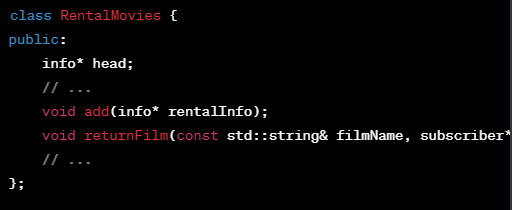 class RentalMovies {
public:
info* head;
// ...
void add(info* rentalInfo);
void returnFilm(const std::string& filmName, subscriber*
// ...
};